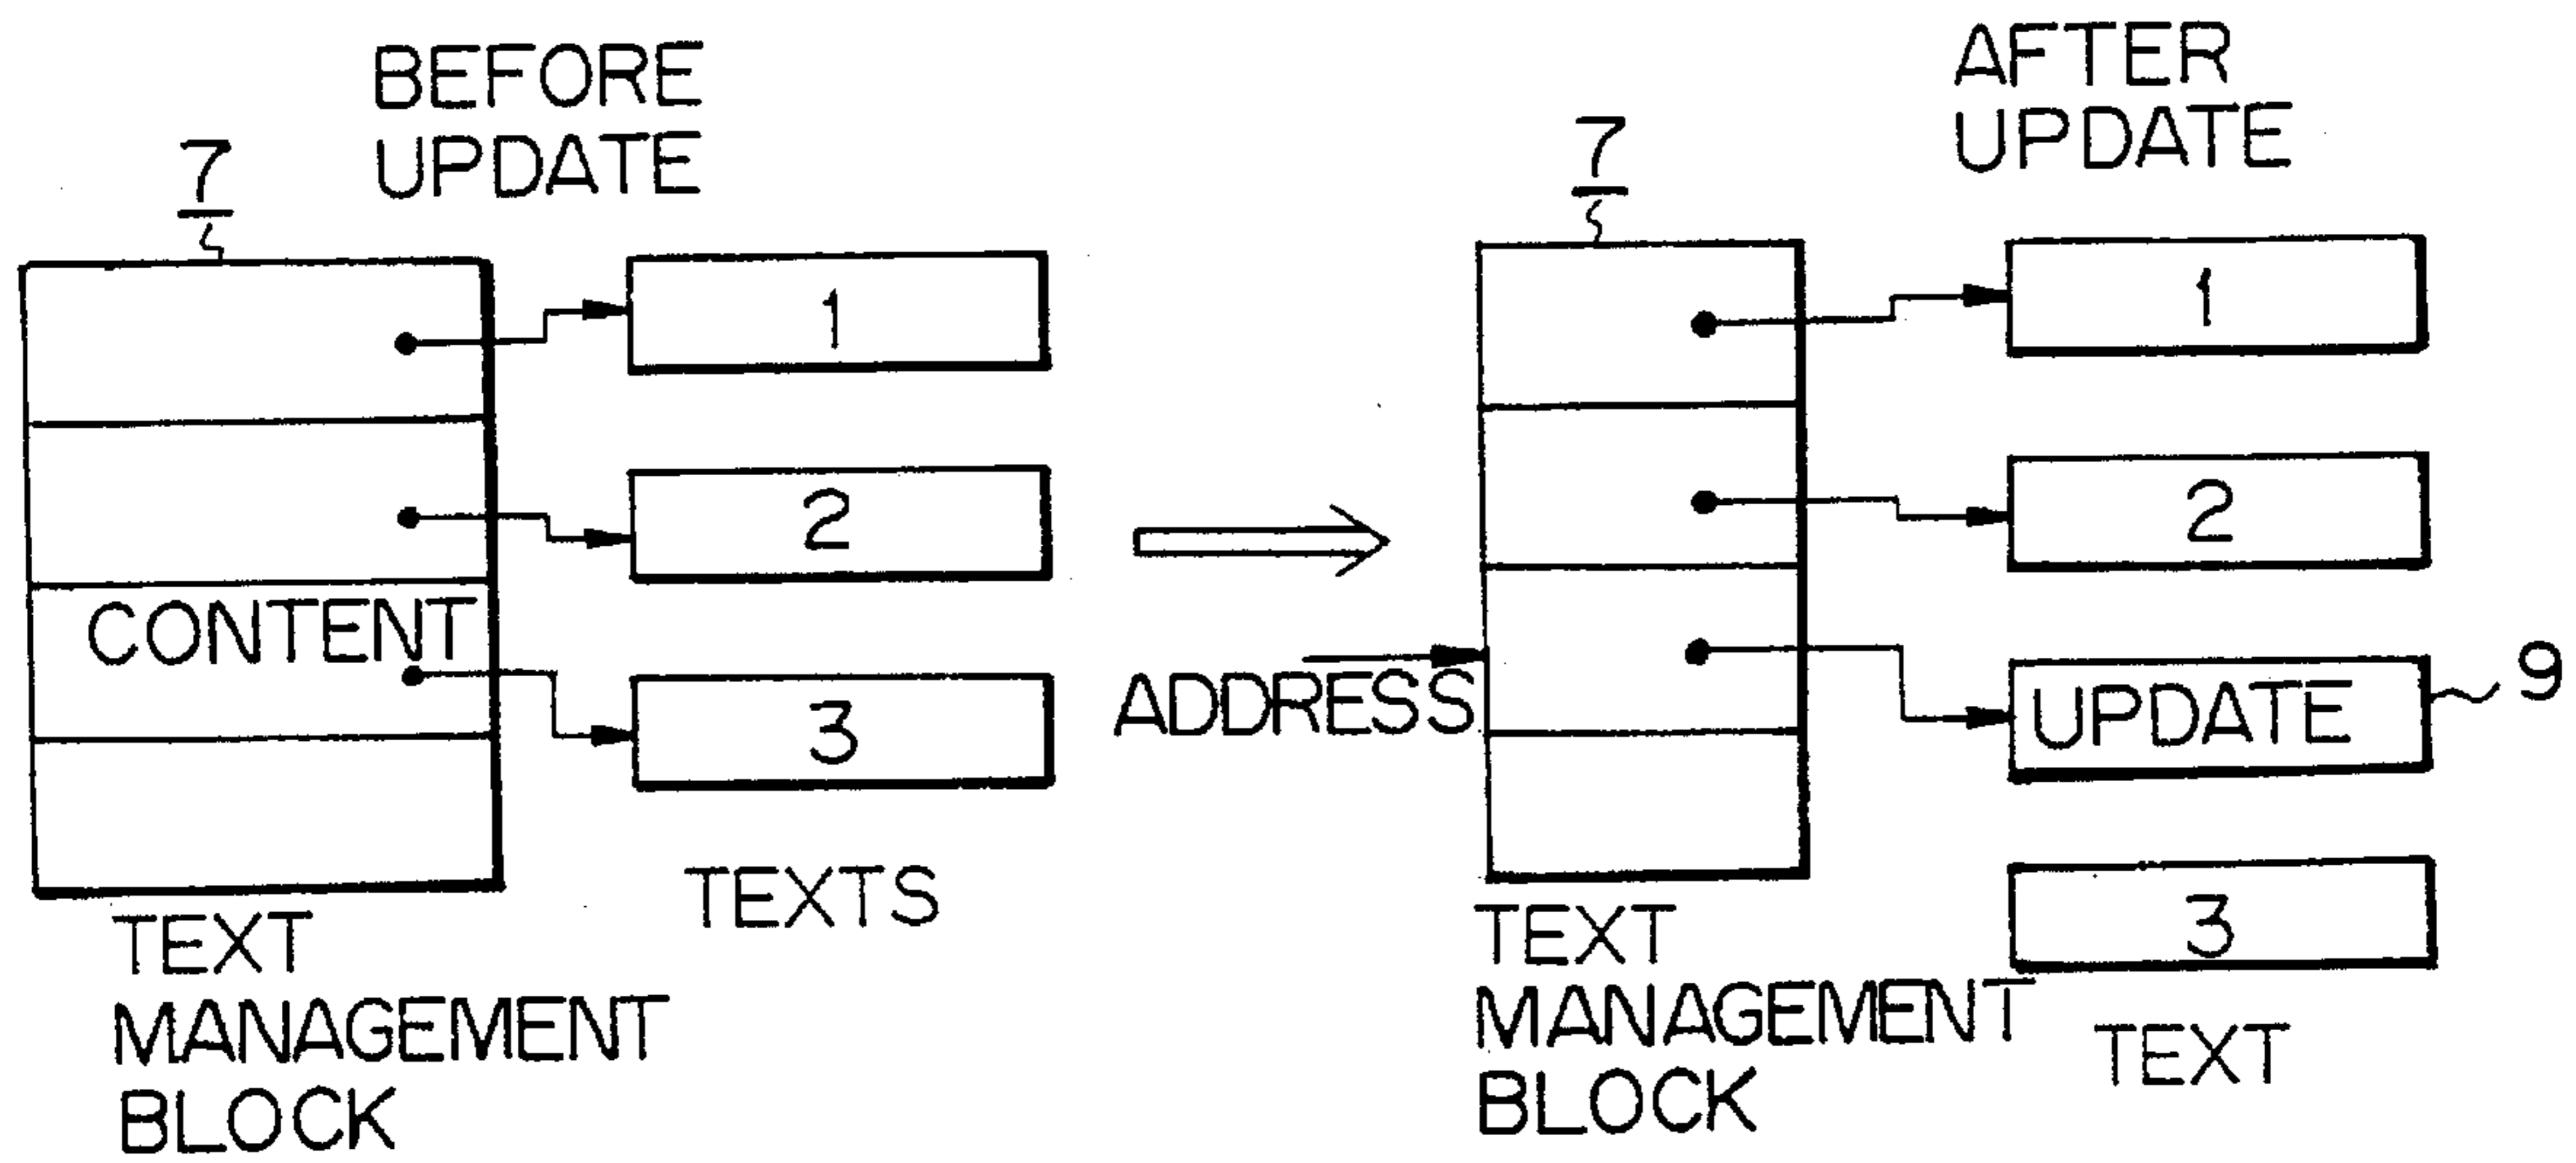 BEFORE
UPDATE
7
1
2
CONTENT
3
TEXTS
TEXT
MANAGEMENT
BLOCK
AFTER
UPDATE
7
1
2
ADDRESS
UPDATE
9
3
TEXT
MANAGEMENT
BLOCK
TEXT